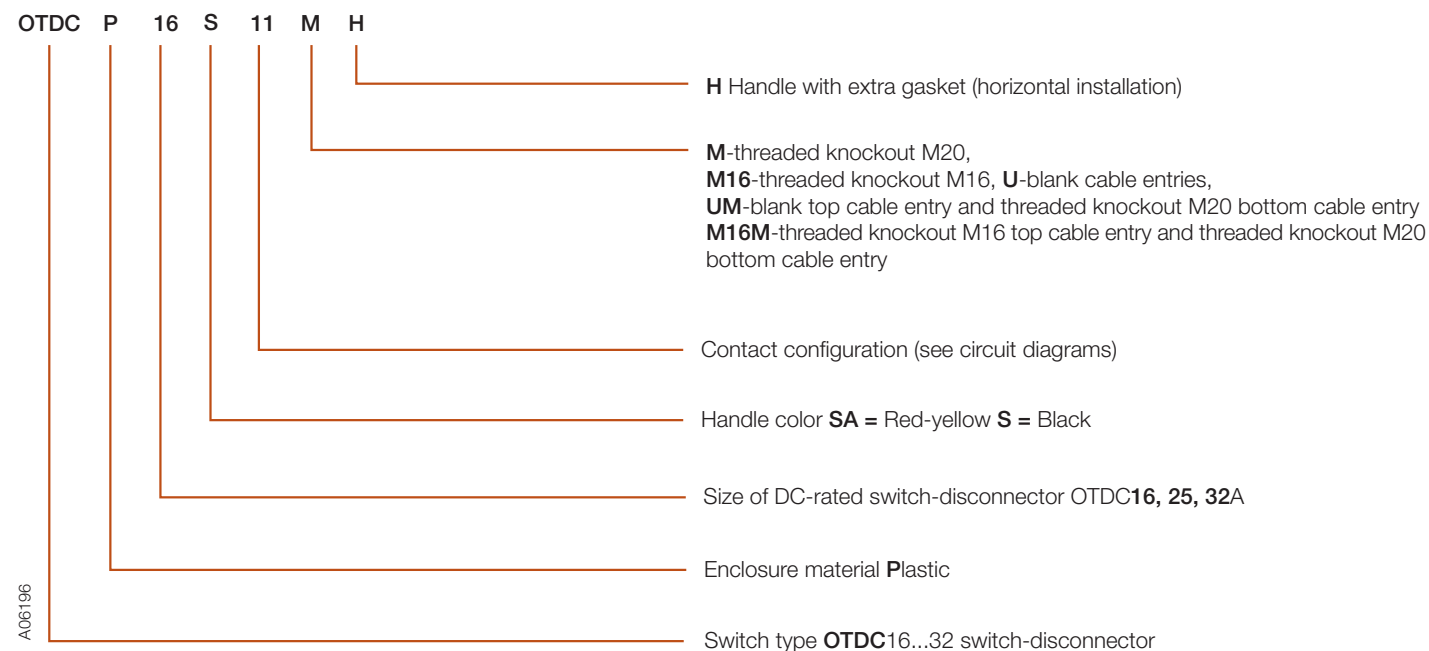 OTDC P 16 S 11 M H
H Handle with extra gasket (horizontal installation)
M-threaded knockout M20,
M16-threaded knockout M16, U-blank cable entries,
UM-blank top cable entry and threaded knockout M20 bottom cable entry
M16M-threaded knockout M16 top cable entry and threaded knockout M20
bottom cable entry
Contact configuration (see circuit diagrams)
Handle color SA = Red-yellow S = Black
Size of DC-rated switch-disconnector OTDC16, 25, 32A
Enclosure material Plastic
Switch type OTDC16...32 switch-disconnector
A06196